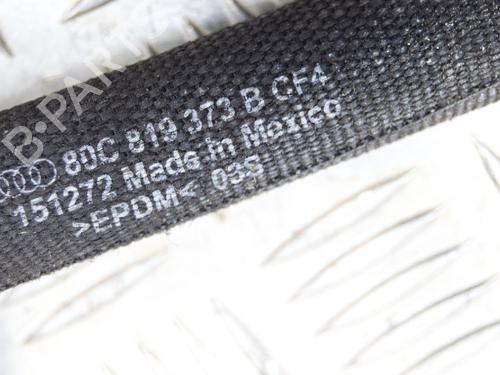 80C 819 373 B CF4
151272 Made in Mexico
>EPDM< 035
B-PARTS